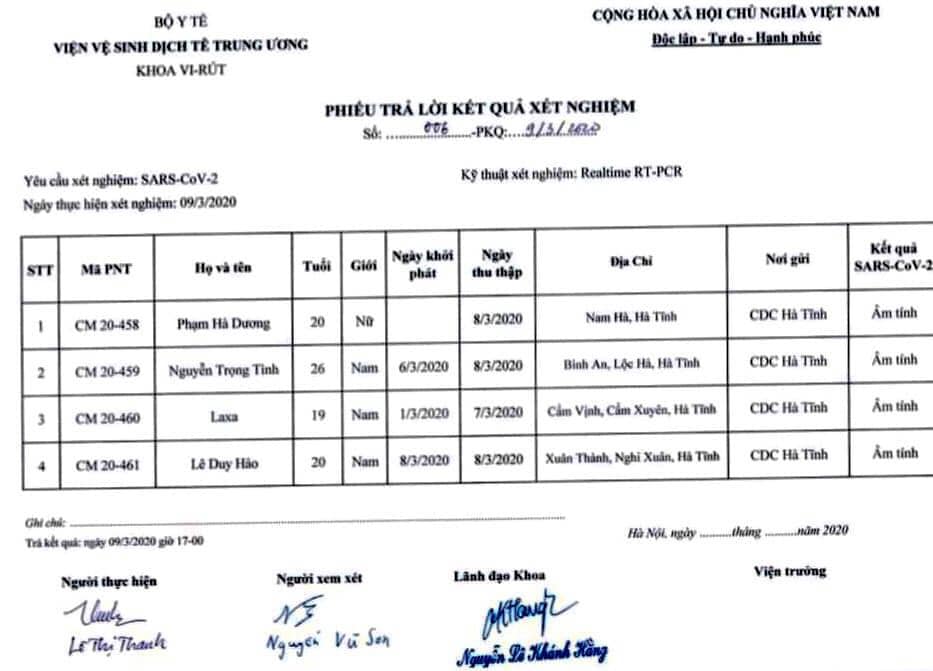 BỘ Y TẾ
VIỆN VỆ SINH DỊCH TỄ TRUNG ƯƠNG
KHOA VI-RÚT
CỘNG HÒA XÃ HỘI CHỦ NGHĨA VIỆT NAM
Độc lập - Tự do - Hạnh phúc
PHIẾU TRẢ LỜI KẾT QUẢ XÉT NGHIỆM
Số: ........006......-PKQ:....9/3/2020
Yêu cầu xét nghiệm: SARS-CoV-2
Kỹ thuật xét nghiệm: Realtime RT-PCR
Ngày thực hiện xét nghiệm: 09/3/2020
STT Mã PNT Họ và tên Tuổi Giới Ngày khởi phát Ngày thu thập Địa Chỉ Nơi gửi Kết quả SARS-CoV-2
1 CM 20-458 Phạm Hà Dương 20 Nữ 8/3/2020 Nam Hà, Hà Tĩnh CDC Hà Tĩnh Âm tính
2 CM 20-459 Nguyễn Trọng Tình 26 Nam 6/3/2020 8/3/2020 Bình An, Lộc Hà, Hà Tĩnh CDC Hà Tĩnh Âm tính
3 CM 20-460 Laxa 19 Nam 1/3/2020 7/3/2020 Cẩm Vịnh, Cẩm Xuyên, Hà Tĩnh CDC Hà Tĩnh Âm tính
4 CM 20-461 Lê Duy Hảo 20 Nam 8/3/2020 8/3/2020 Xuân Thành, Nghi Xuân, Hà Tĩnh CDC Hà Tĩnh Âm tính
Ghi chú: ........................
Trả kết quả: ngày 09/3/2020 giờ 17-00
Hà Nội, ngày ..........tháng ..........năm 2020
Người thực hiện
Người xem xét
Lãnh đạo Khoa
Viện trưởng
Lê Thị Thanh
Nguyễn Vũ Sơn
Nguyễn Lê Khánh Hằng